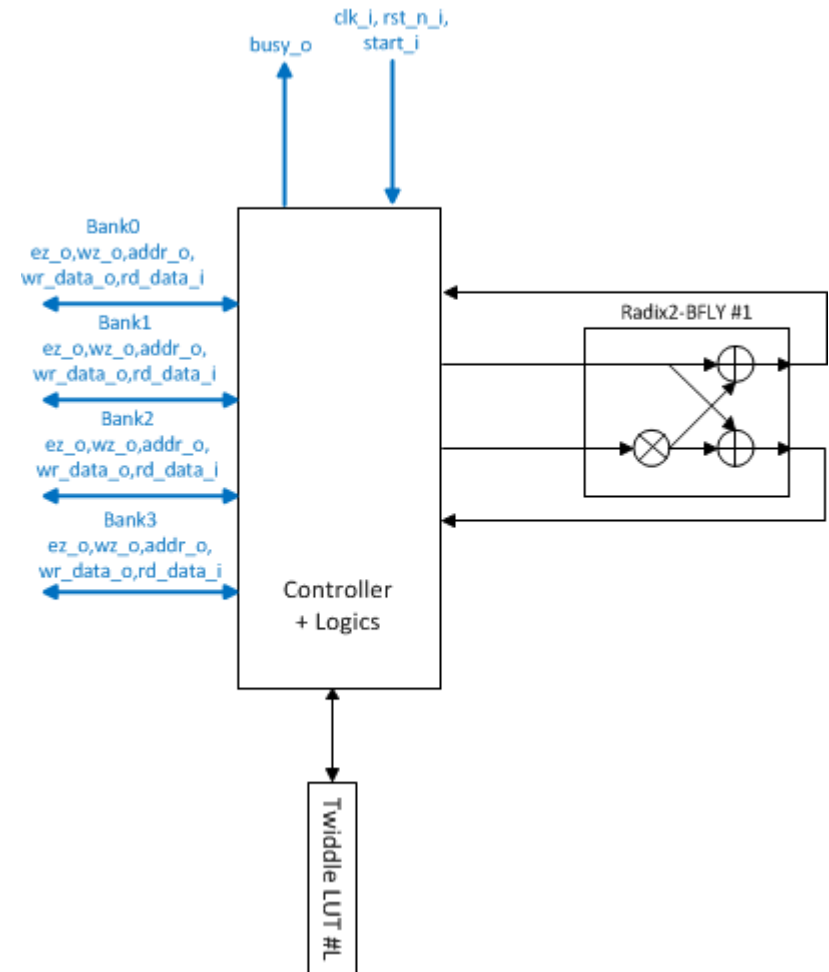 clk_i, rst_n_i,
start_i
busy_o
Bank0
ez_o,wz_o,addr_o,
wr_data_o,rd_data_i
Bank1
ez_o,wz_o,addr_o,
wr_data_o,rd_data_i
Bank2
ez_o,wz_o,addr_o,
wr_data_o,rd_data_i
Bank3
ez_o,wz_o,addr_o,
wr_data_o,rd_data_i
Radix2-BFLY #1
Controller
+ Logics
Twiddle LUT #L